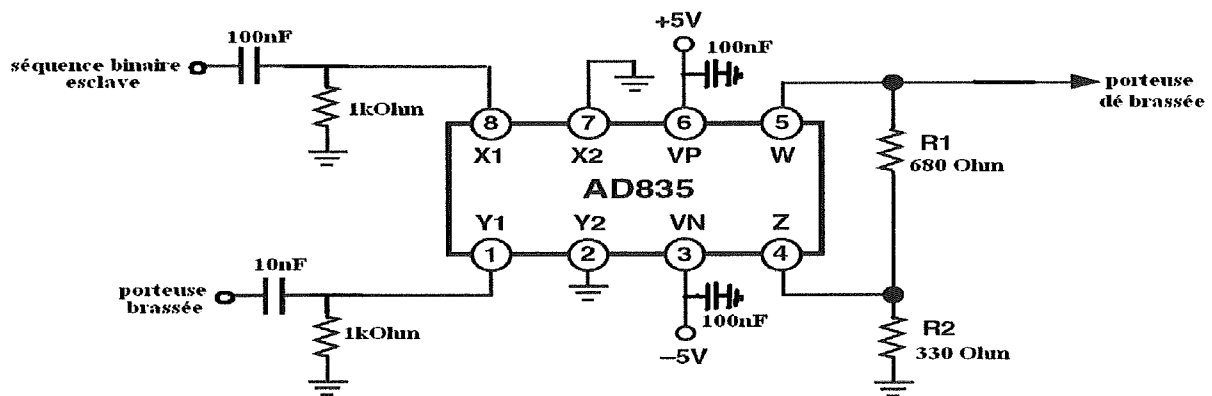 +5V
100nF
100nF
séquence binaire
esclave
1kOhm
porteuse
dé brassée
8
7
6
5
X1
X2
VP
W
R1
680 Ohm
AD835
Y1
Y2
VN
Z
1
2
3
4
10nF
porteuse
brassée
1kOhm
100nF
–5V
R2
330 Ohm